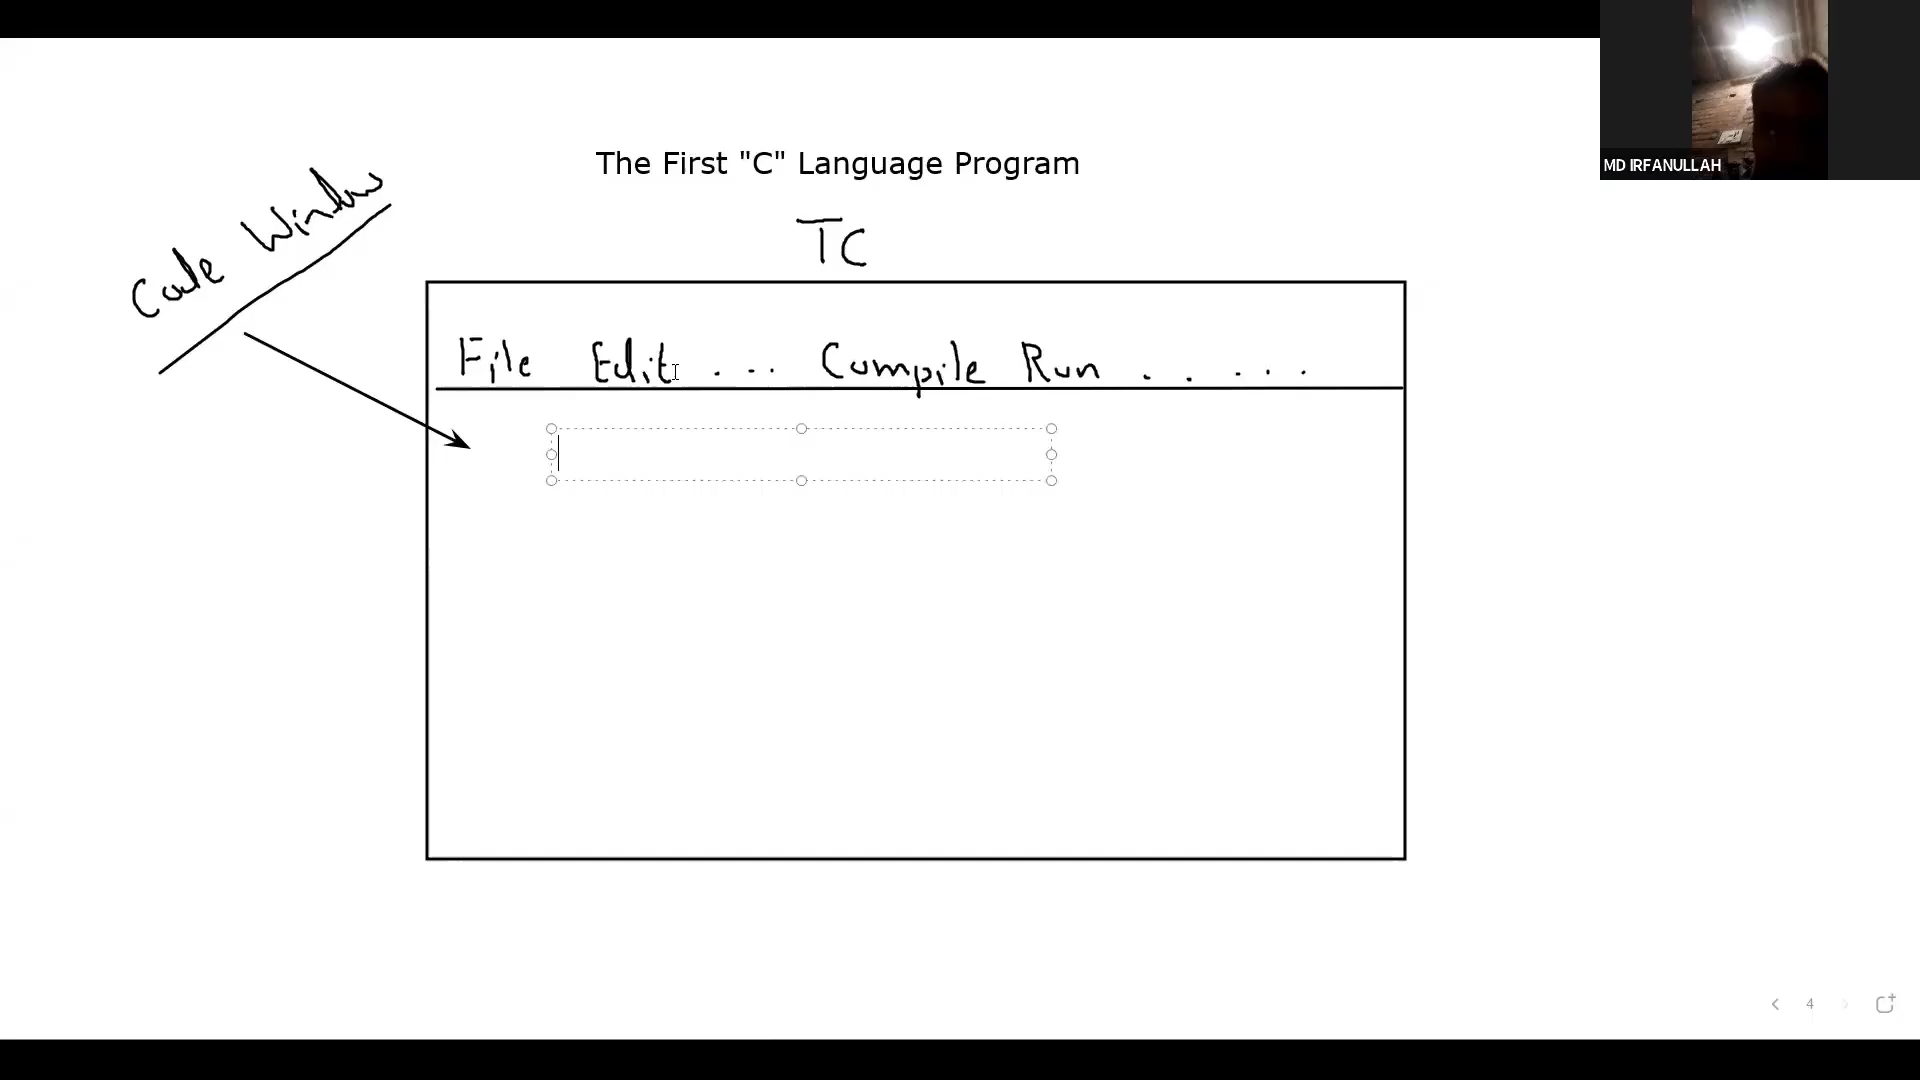 MD IRFANULLAH
The First "C" Language Program
Code Window
TC
File Edit ... Compile Run . . . . .
4